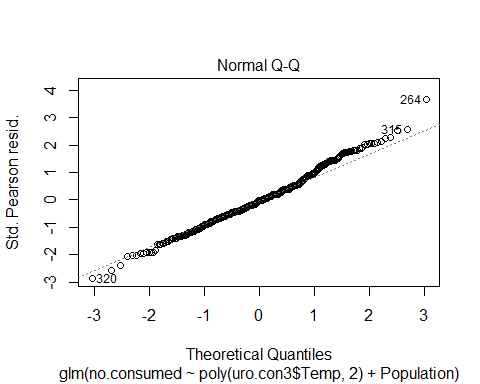 Normal Q-Q
Std. Pearson resid.
4
3
2
1
0
-1
-2
-3
264
315
320
-3 -2 -1 0 1 2 3
Theoretical Quantiles
glm(no.consumed ~ poly(uro.con3$Temp, 2) + Population)